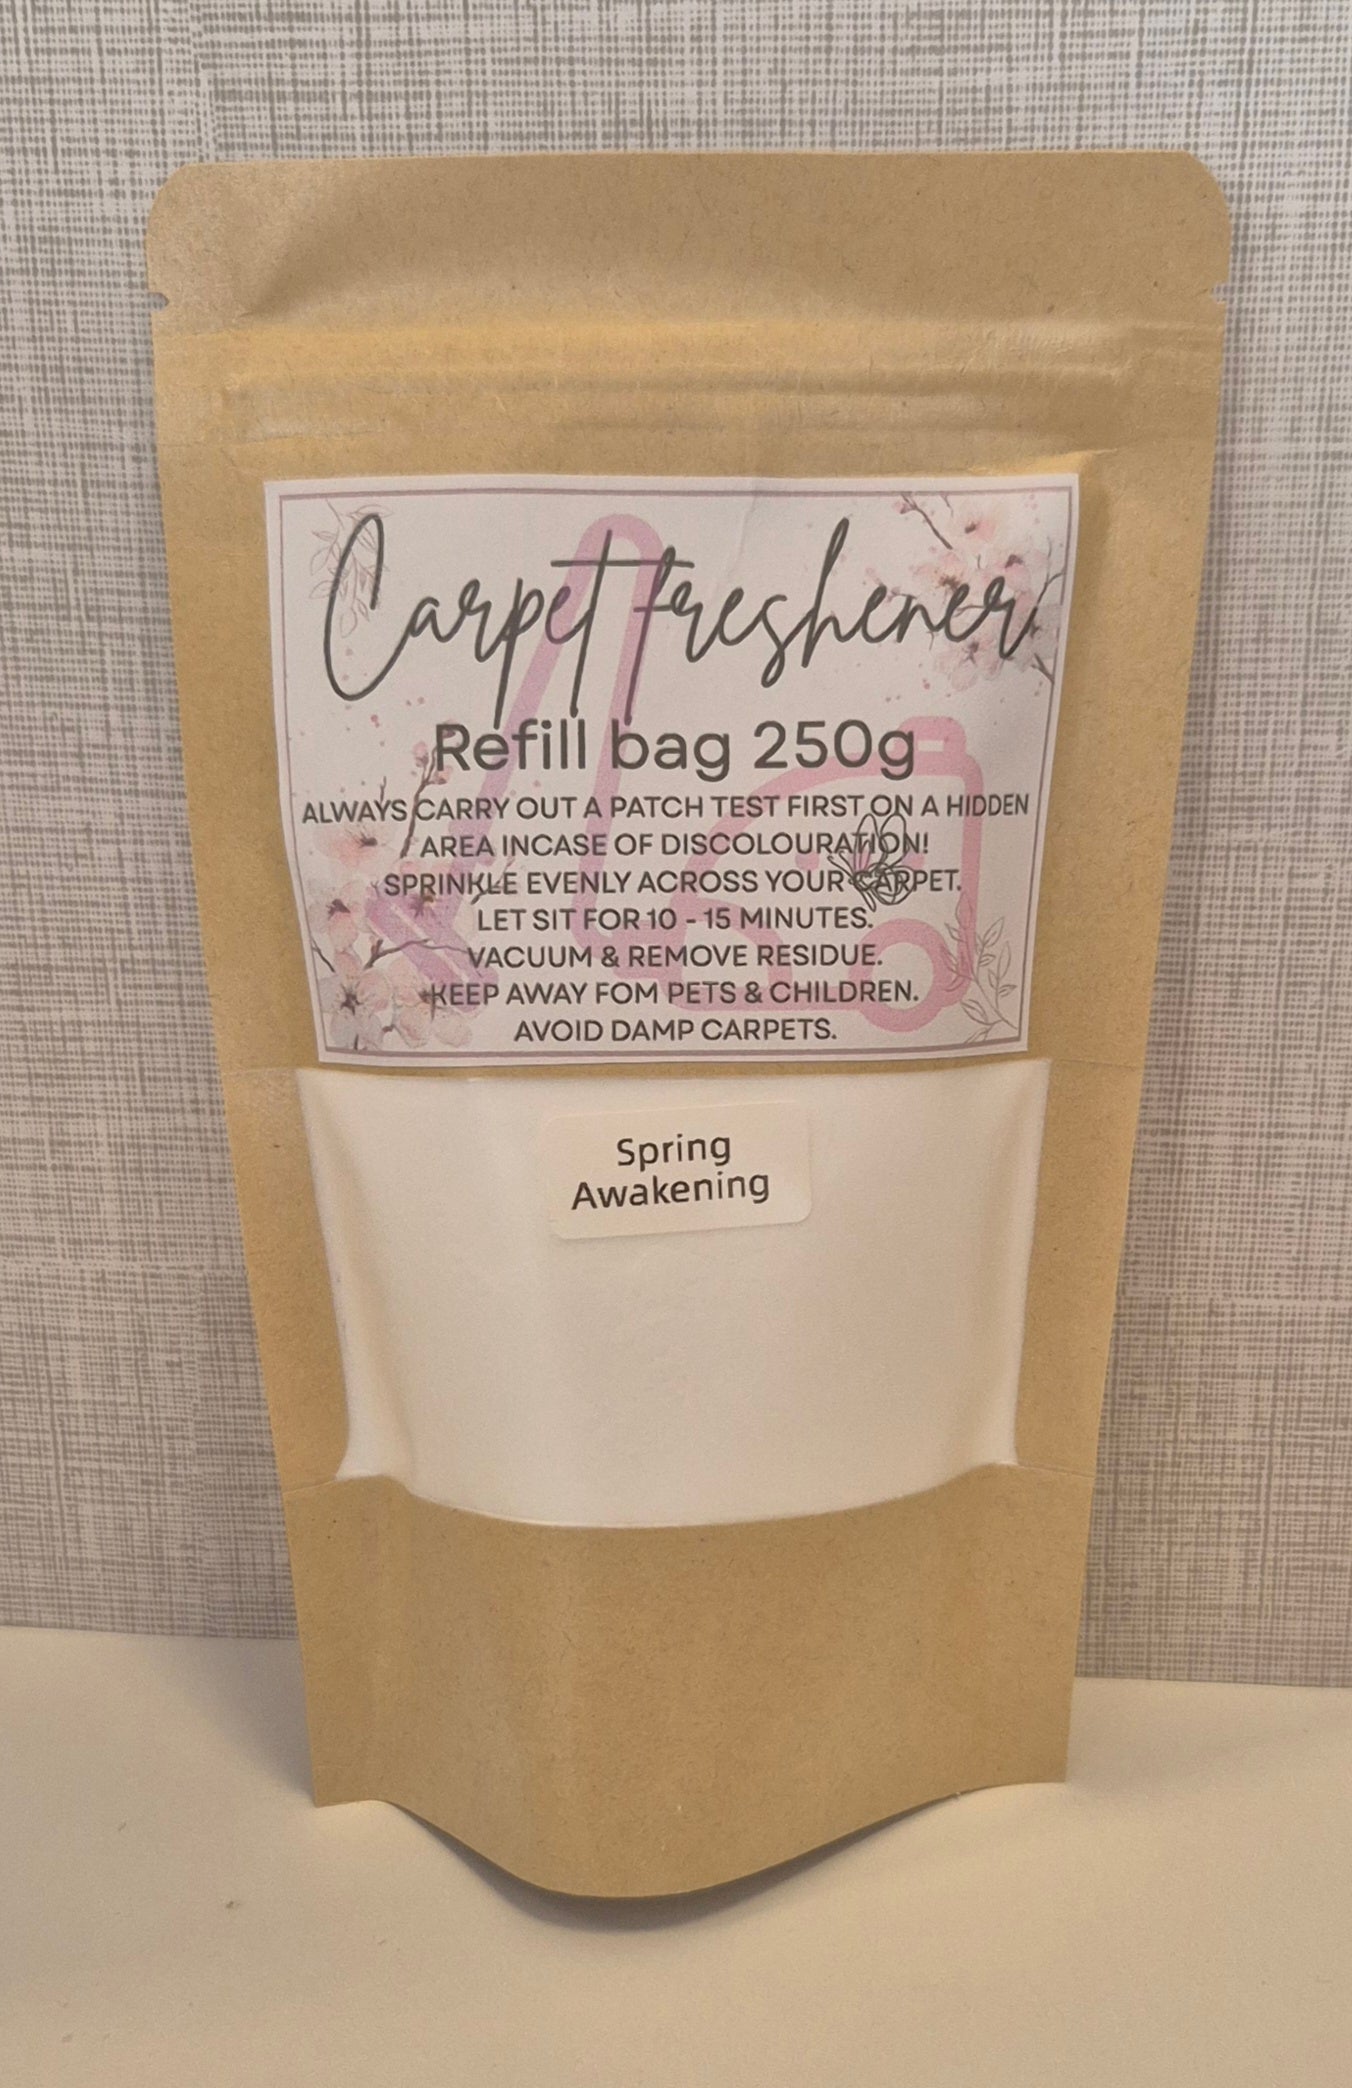 Carpet freshener
Refill bag 250g
ALWAYS CARRY OUT A PATCH TEST FIRST ON A HIDDEN
AREA INCASE OF DISCOLOURATION!
SPRINKLE EVENLY ACROSS YOUR CARPET.
LET SIT FOR 10 - 15 MINUTES.
VACUUM & REMOVE RESIDUE.
KEEP AWAY FOM PETS & CHILDREN.
AVOID DAMP CARPETS.
Spring
Awakening